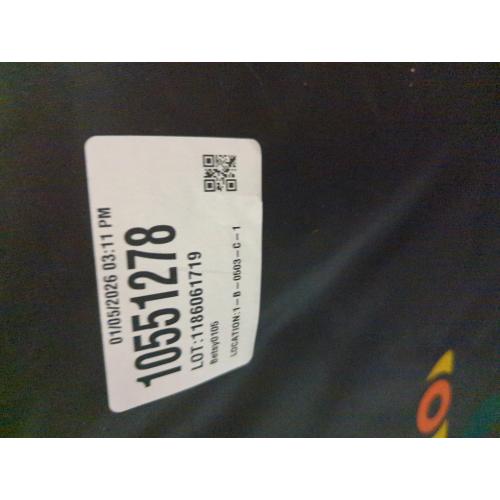 01/05/2026 03:11 PM
10551278
LOT:1186061719
Betsy0105
LOCATION:1-B-0503-C-1